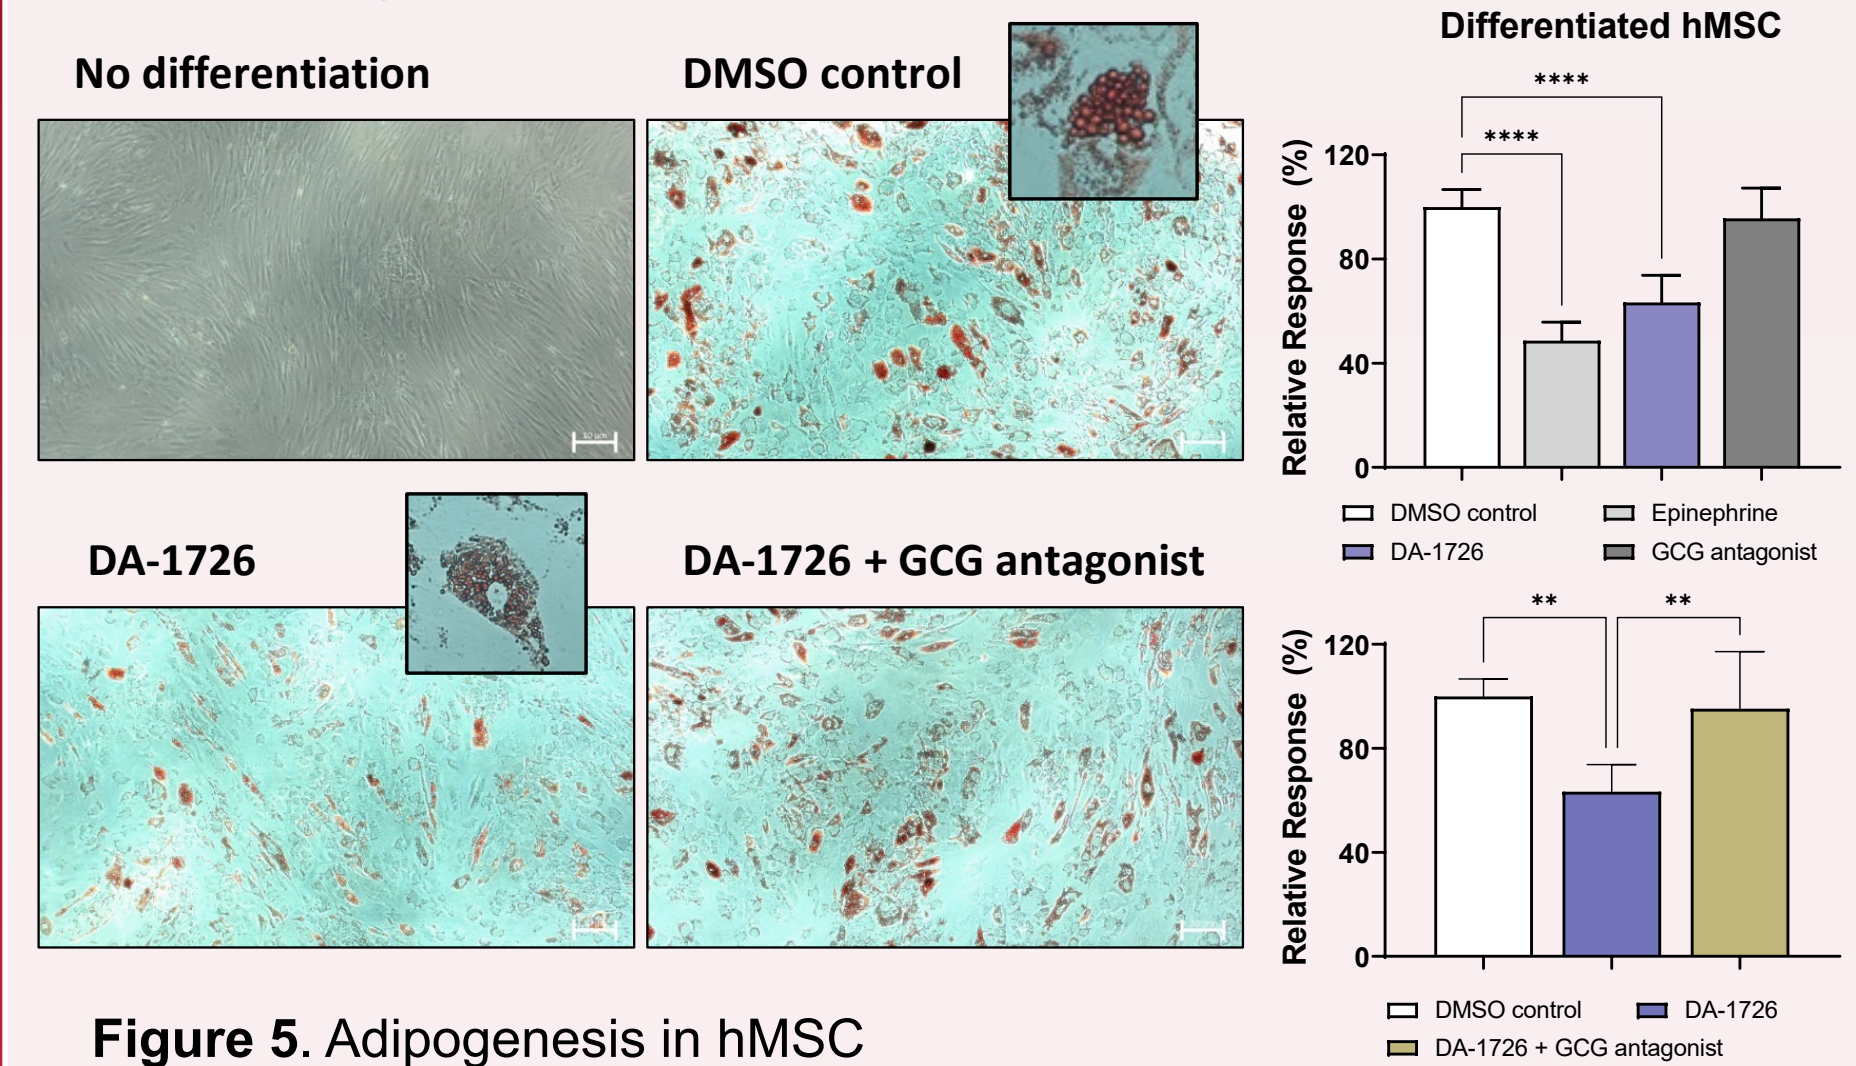 No differentiation
DMSO control
10 µm
DA-1726
DA-1726 + GCG antagonist
Figure 5. Adipogenesis in hMSC
Differentiated hMSC
****
****
Relative Response (%)
120
80
40
0
DMSO control
Epinephrine
DA-1726
GCG antagonist
** **
Relative Response (%)
120
80
40
0
DMSO control
DA-1726
DA-1726 + GCG antagonist